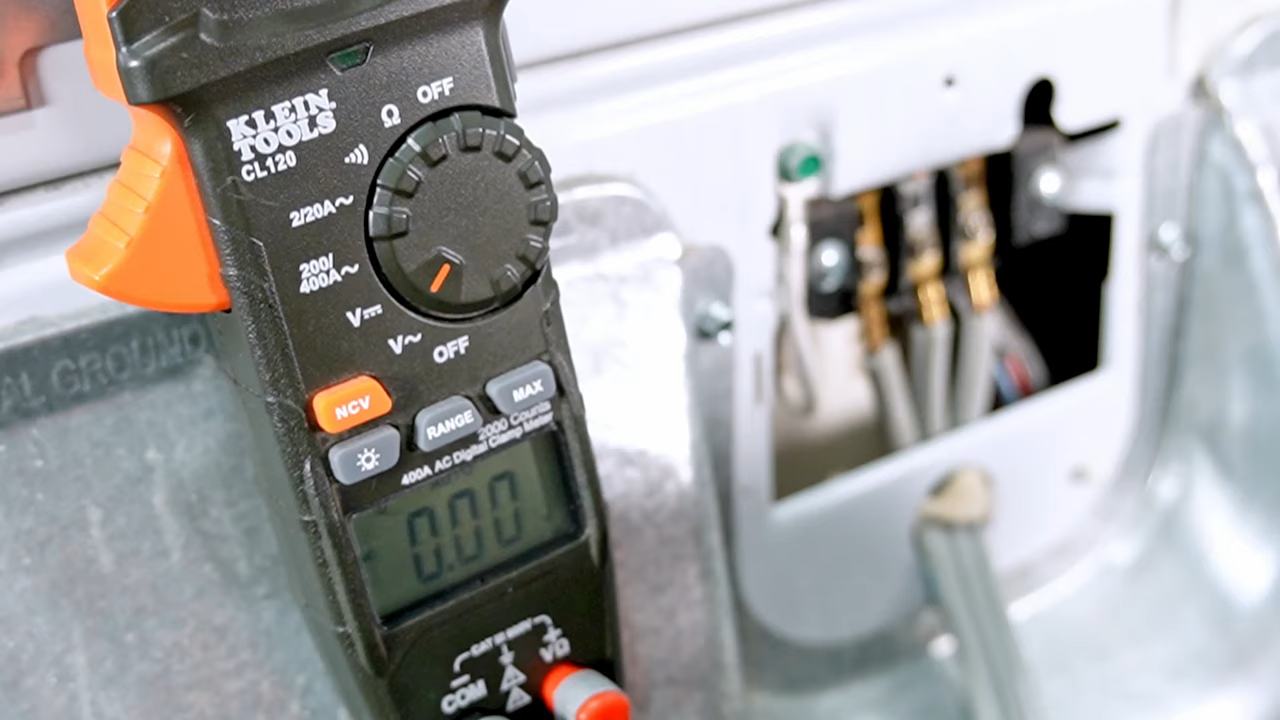 OFF
Ω
KLEIN
TOOLS
CL120
2/20A~
200/
400A~
V
V~
OFF
NCV
RANGE
MAX
2000 Counts
400A AC Digital Clamp Meter
AL GROUND
0.00
COM
VΩ